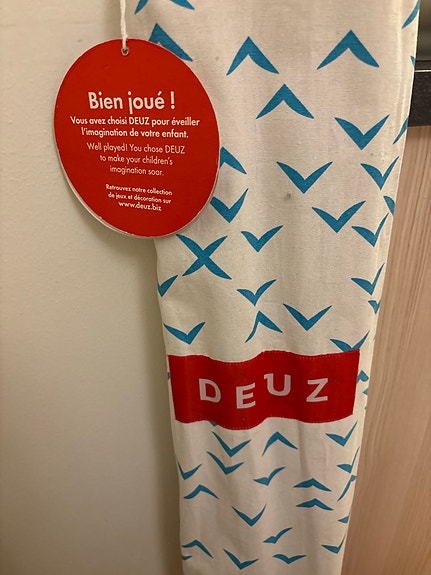 Bien joué !
Vous avez choisi DEUZ pour éveiller
l'imagination de votre enfant.
Well played! You chose DEUZ
to make your children's
imagination soar.
Retrouvez notre collection
de jeux et décoration sur
www.deuz.biz
DEUZ